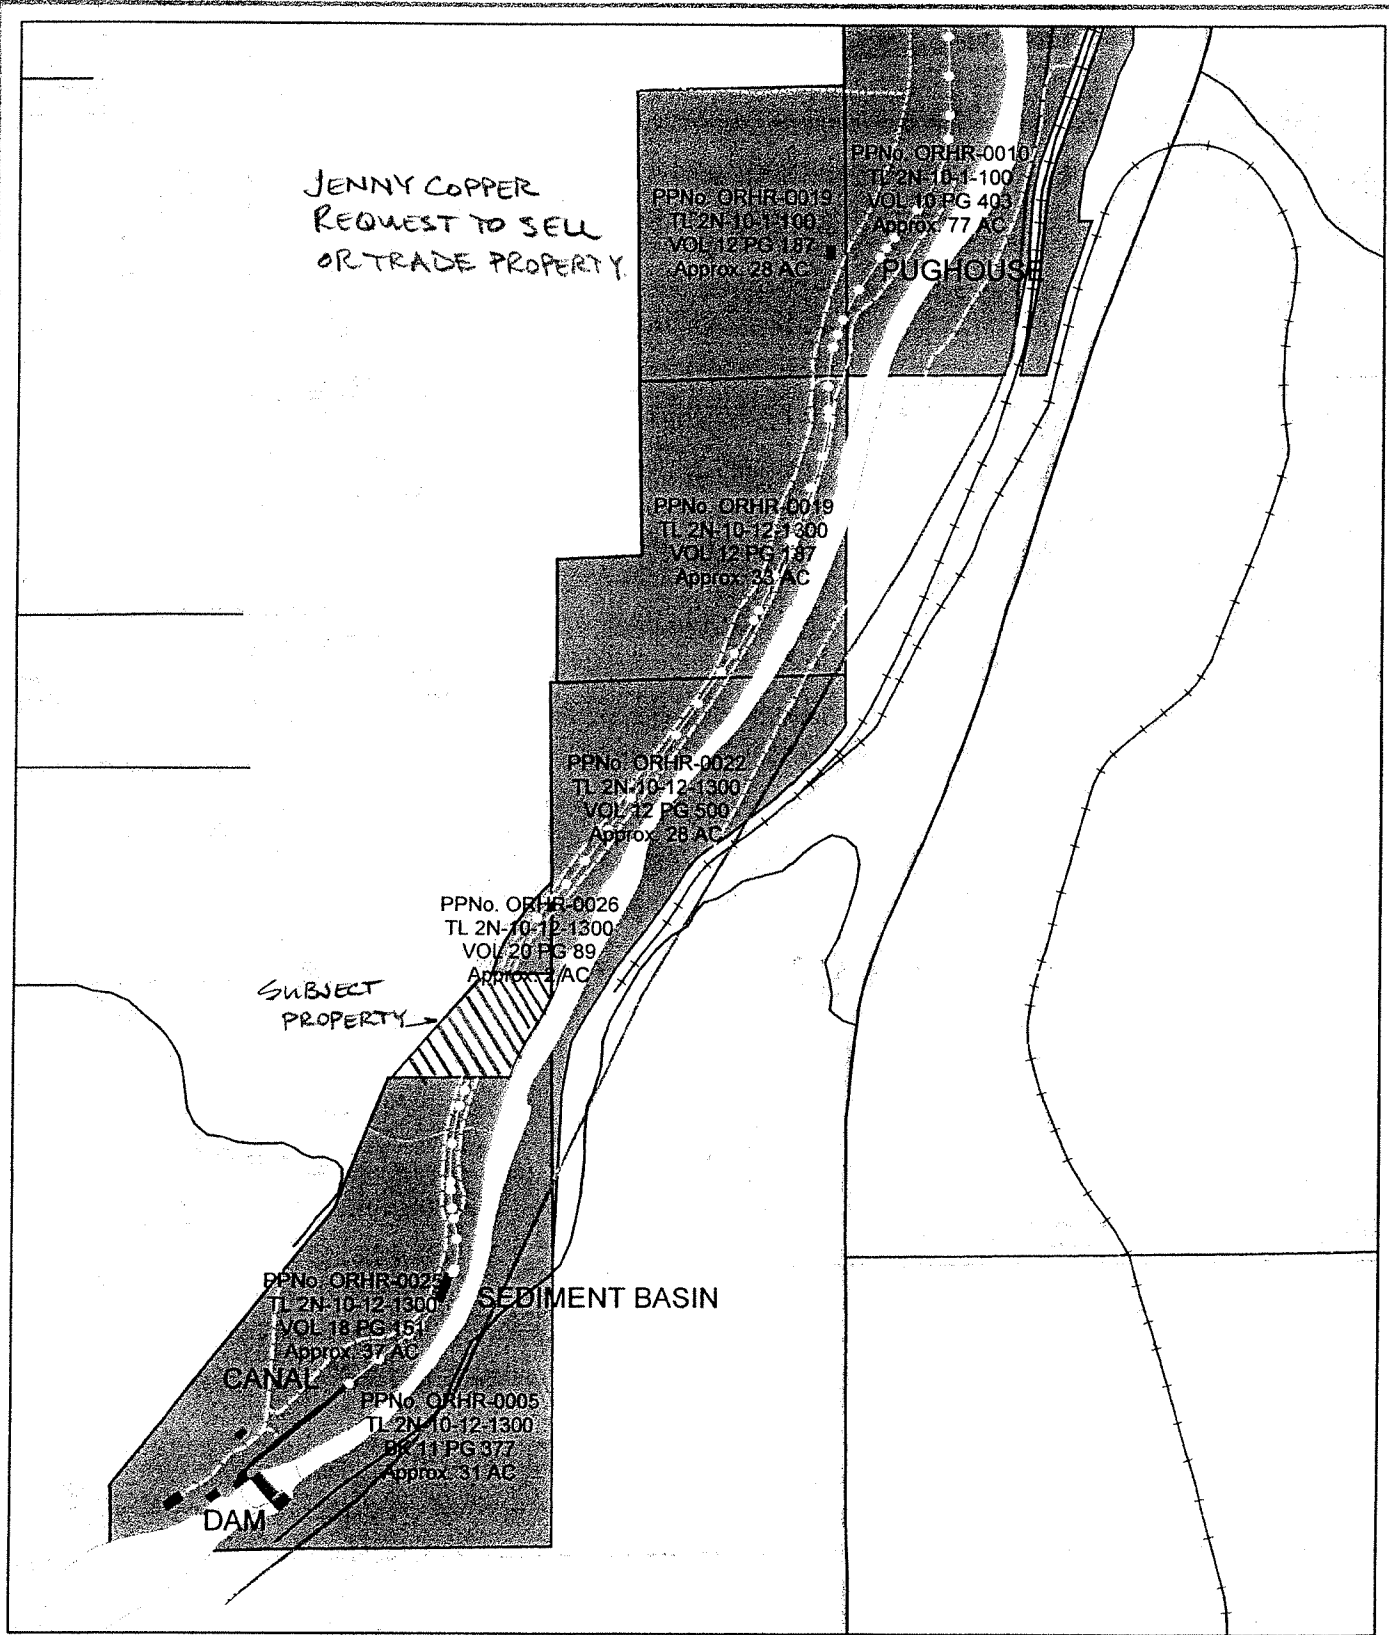 JENNY COPPER
REQUEST TO SELL
OR TRADE PROPERTY.
PPNo. ORHR-0010
TL 2N-10-1-100
VOL 10 PG 403
Approx. 77 AC
PUGHOUSE
PPNo. ORHR-0019
TL 2N-10-1-100
VOL 12 PG 187
Approx. 28 AC
PPNo. ORHR-0019
TL 2N-10-12-1300
VOL 12 PG 187
Approx. 33 AC
PPNo. ORHR-0022
TL 2N-10-12-1300
VOL 12 PG 500
Approx. 28 AC
PPNo. ORHR-0026
TL 2N-10-12-1300
VOL 20 PG 89
Approx. 2 AC
SUBJECT
PROPERTY
PPNo. ORHR-0025
TL 2N-10-12-1300
VOL 18 PG 151
Approx. 37 AC
SEDIMENT BASIN
CANAL
PPNo. ORHR-0005
TL 2N-10-12-1300
BK 11 PG 377
Approx. 31 AC
DAM